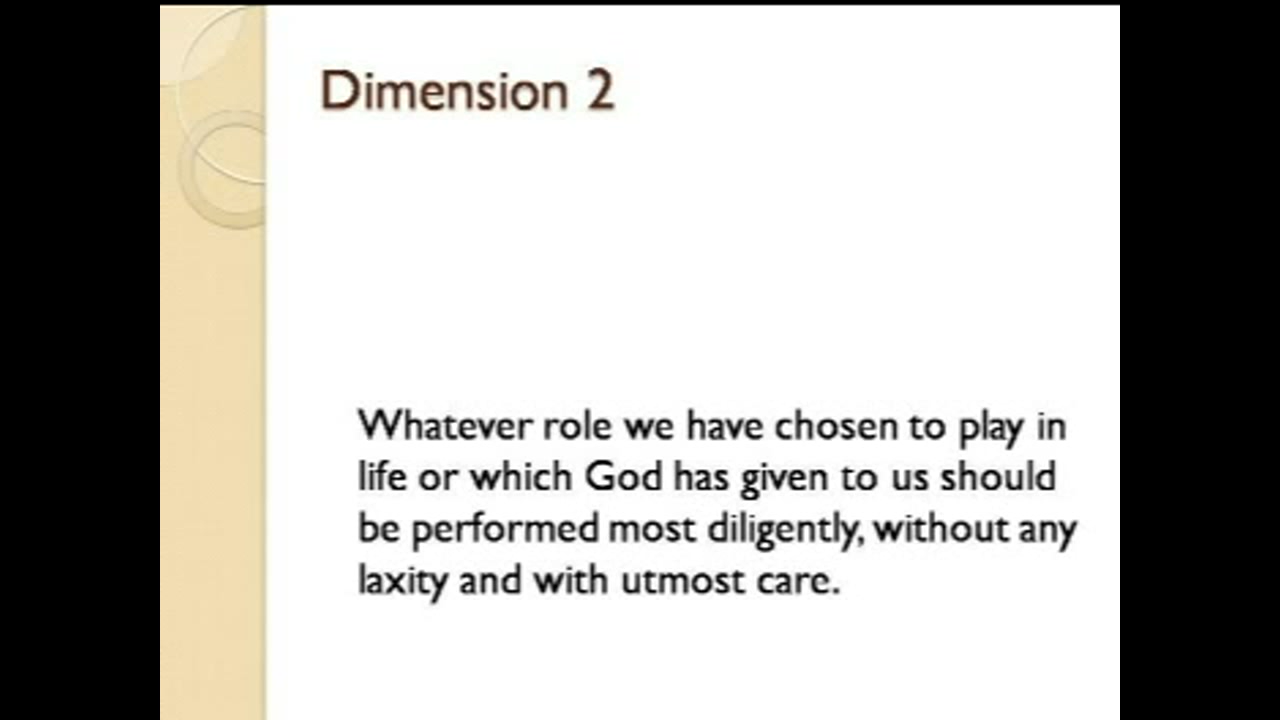 Dimension 2
Whatever role we have chosen to play in
life or which God has given to us should
be performed most diligently, without any
laxity and with utmost care.